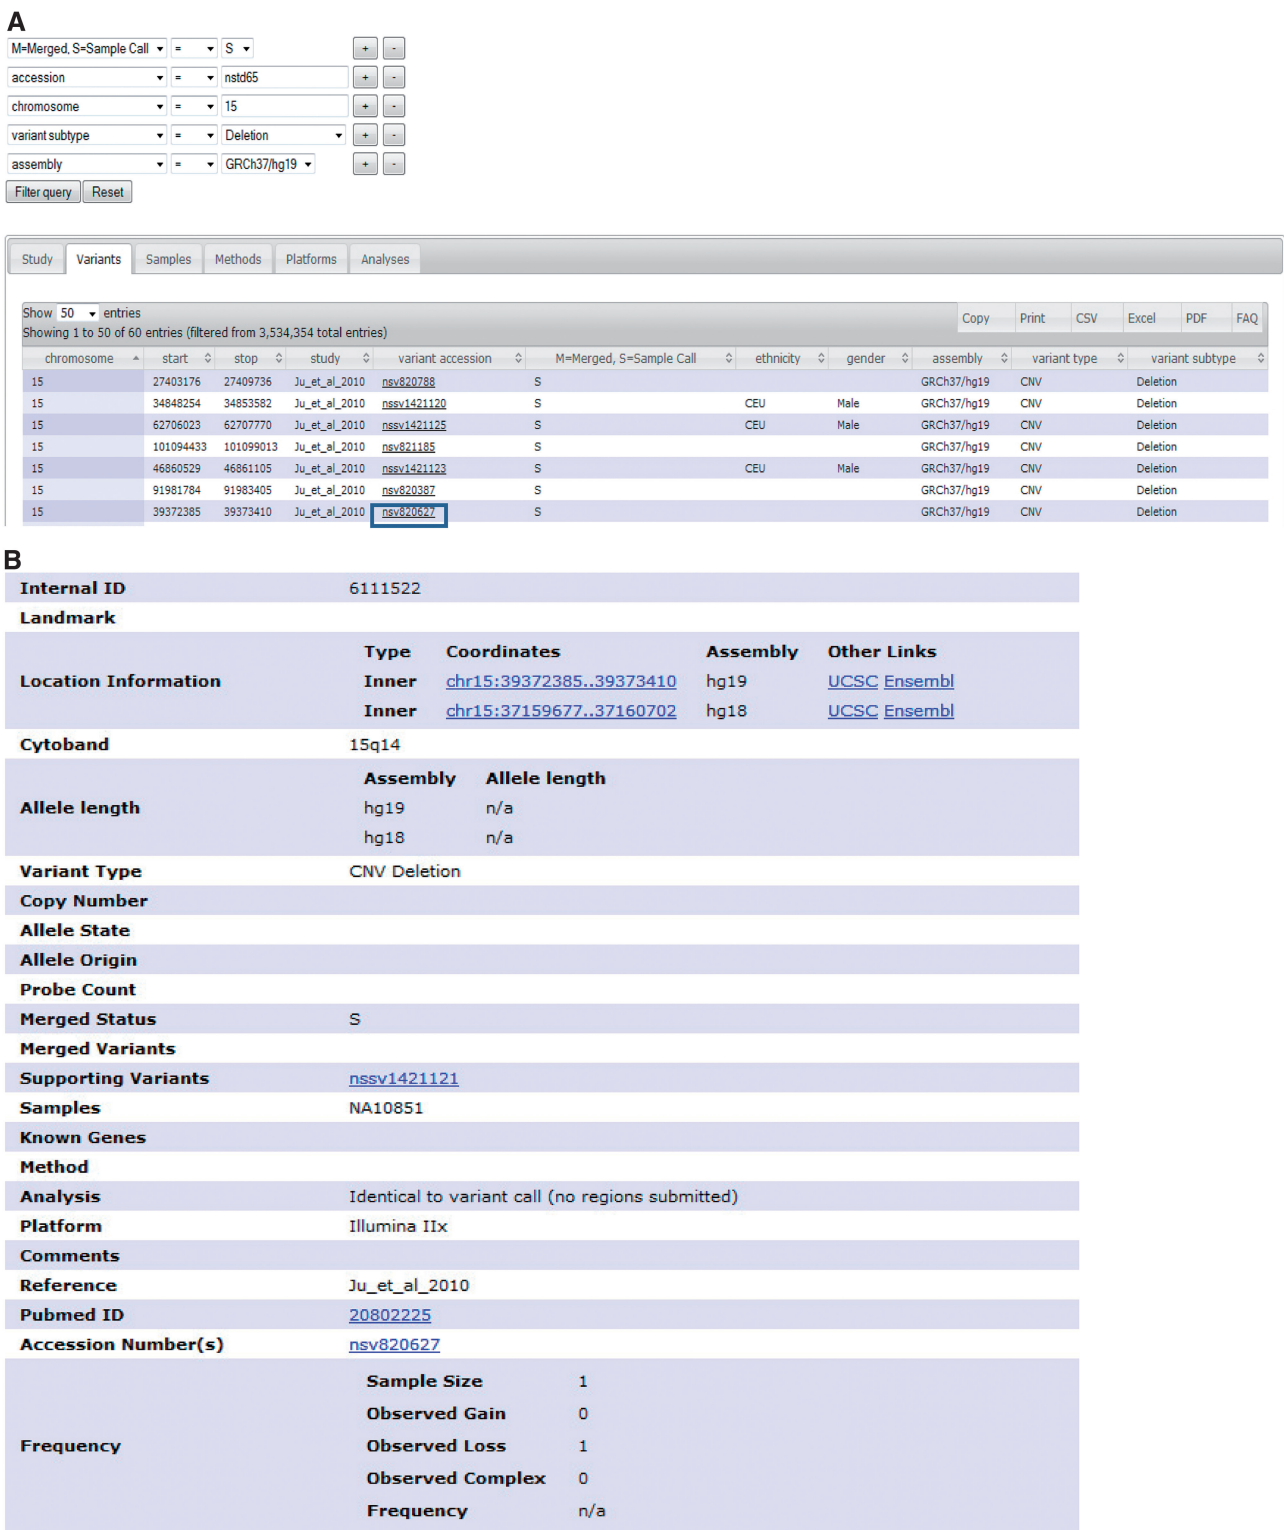 A
M=Merged, S=Sample Call = S + -
accession = nstd65 + -
chromosome = 15 + -
variant subtype = Deletion + -
assembly = GRCh37/hg19 + -
Filter query Reset
Study Variants Samples Methods Platforms Analyses
Show 50 entries
Showing 1 to 50 of 60 entries (filtered from 3,534,354 total entries)
Copy Print CSV Excel PDF FAQ
chromosome start stop study variant accession M=Merged, S=Sample Call ethnicity gender assembly variant type variant subtype
15 27403176 27409736 Ju_et_al_2010 nsv820788 S GRCh37/hg19 CNV Deletion
15 34848254 34853582 Ju_et_al_2010 nssv1421120 S CEU Male GRCh37/hg19 CNV Deletion
15 62706023 62707770 Ju_et_al_2010 nssv1421125 S CEU Male GRCh37/hg19 CNV Deletion
15 101094433 101099013 Ju_et_al_2010 nsv821185 S GRCh37/hg19 CNV Deletion
15 46860529 46861105 Ju_et_al_2010 nssv1421123 S CEU Male GRCh37/hg19 CNV Deletion
15 91981784 91983405 Ju_et_al_2010 nsv820387 S GRCh37/hg19 CNV Deletion
15 39372385 39373410 Ju_et_al_2010 nsv820627 S GRCh37/hg19 CNV Deletion
B
Internal ID 6111522
Landmark
Type Coordinates Assembly Other Links
Location Information Inner chr15:39372385..39373410 hg19 UCSC Ensembl
Inner chr15:37159677..37160702 hg18 UCSC Ensembl
Cytoband 15q14
Assembly Allele length
Allele length hg19 n/a
hg18 n/a
Variant Type CNV Deletion
Copy Number
Allele State
Allele Origin
Probe Count
Merged Status S
Merged Variants
Supporting Variants nssv1421121
Samples NA10851
Known Genes
Method
Analysis Identical to variant call (no regions submitted)
Platform Illumina IIx
Comments
Reference Ju_et_al_2010
Pubmed ID 20802225
Accession Number(s) nsv820627
Sample Size 1
Observed Gain 0
Frequency Observed Loss 1
Observed Complex 0
Frequency n/a